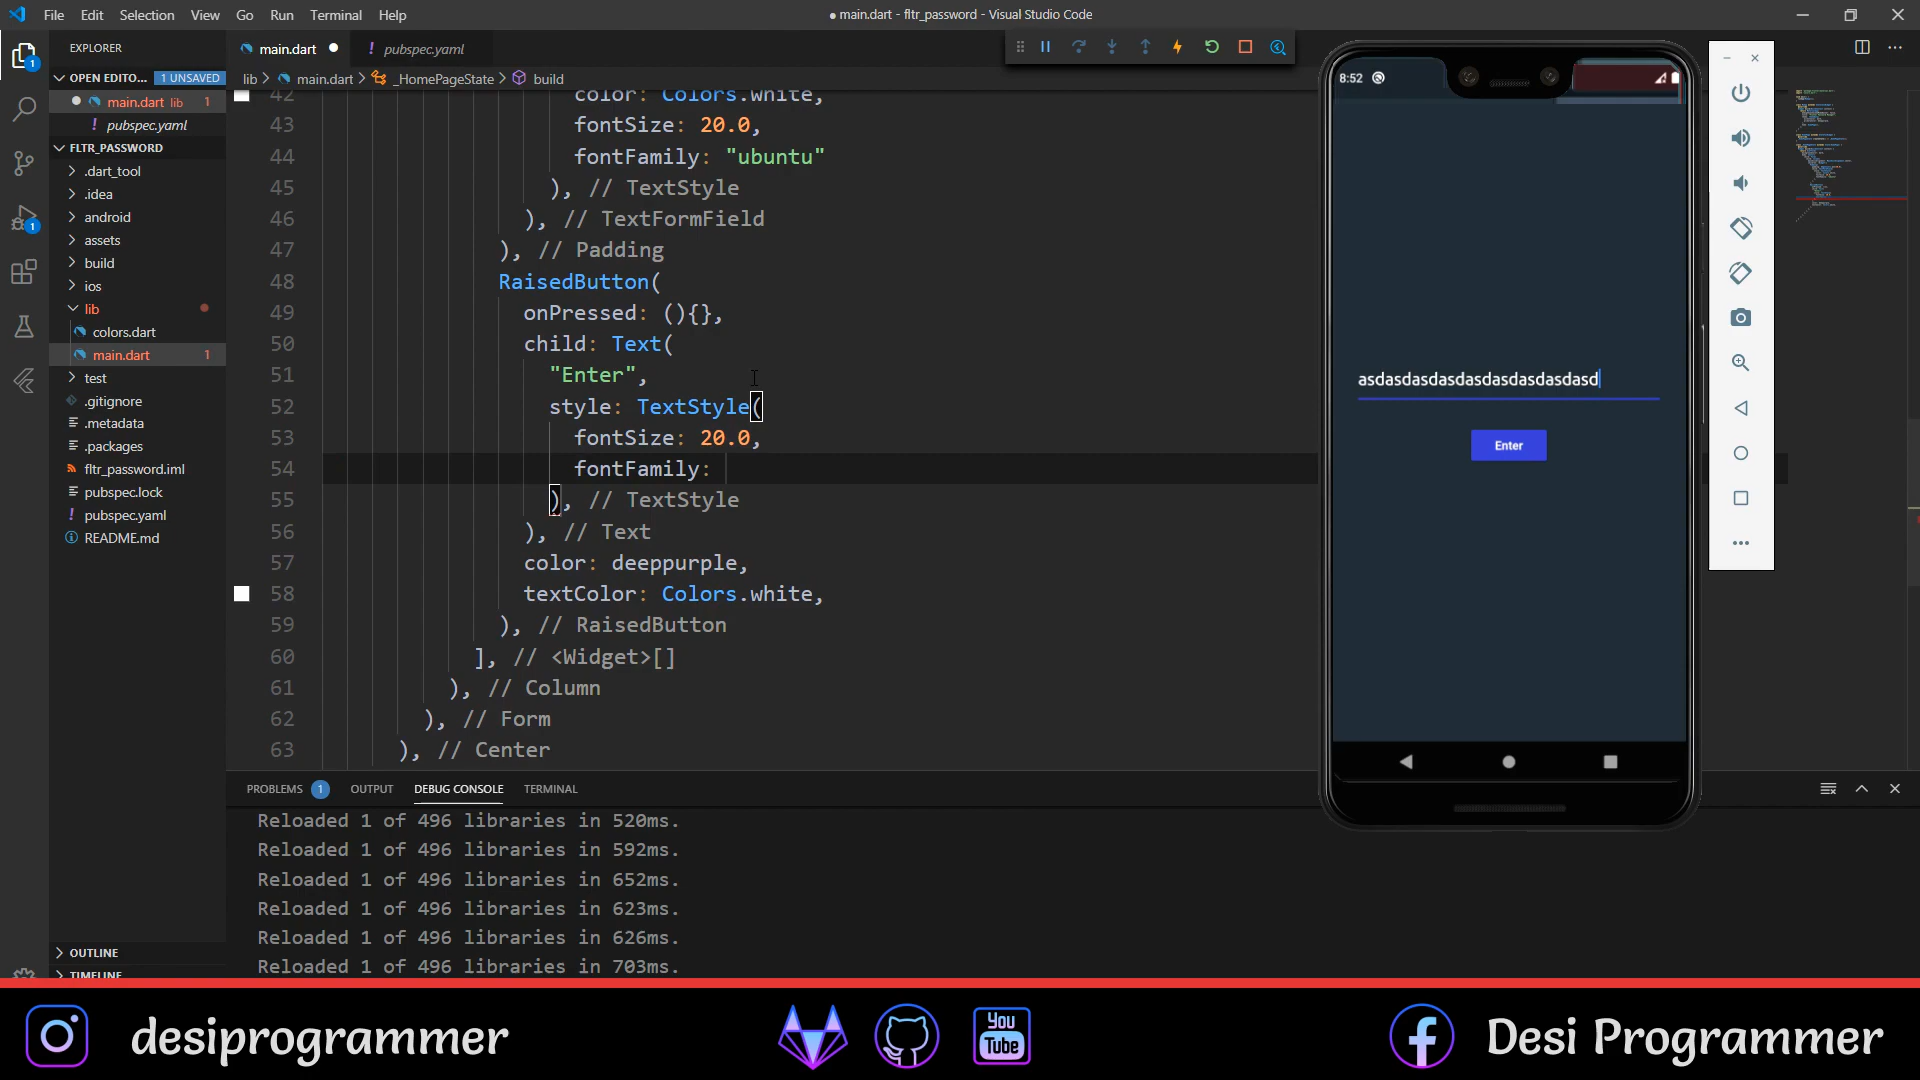 File Edit Selection View Go Run Terminal Help
● main.dart - fltr_password - Visual Studio Code
EXPLORER
OPEN EDITO... 1 UNSAVED
main.dart lib 1
! pubspec.yaml
FLTR_PASSWORD
.dart_tool
.idea
android
assets
build
ios
lib
colors.dart
main.dart 1
test
.gitignore
.metadata
.packages
fltr_password.iml
pubspec.lock
! pubspec.yaml
README.md
OUTLINE
TIMELINE
main.dart
! pubspec.yaml
lib > main.dart > _HomePageState > build
42 color: Colors.white,
43 fontSize: 20.0,
44 fontFamily: "ubuntu"
45 ), // TextStyle
46 ), // TextFormField
47 ), // Padding
48 RaisedButton(
49 onPressed: (){},
50 child: Text(
51 "Enter",
52 style: TextStyle(
53 fontSize: 20.0,
54 fontFamily:
55 ), // TextStyle
56 ), // Text
57 color: deeppurple,
58 textColor: Colors.white,
59 ), // RaisedButton
60 ], // <Widget>[]
61 ), // Column
62 ), // Form
63 ), // Center
PROBLEMS 1 OUTPUT DEBUG CONSOLE TERMINAL
Reloaded 1 of 496 libraries in 520ms.
Reloaded 1 of 496 libraries in 592ms.
Reloaded 1 of 496 libraries in 652ms.
Reloaded 1 of 496 libraries in 623ms.
Reloaded 1 of 496 libraries in 626ms.
Reloaded 1 of 496 libraries in 703ms.
8:52
asdasdasdasdasdasdasdasdasd
Enter
desiprogrammer
You
Tube
Desi Programmer